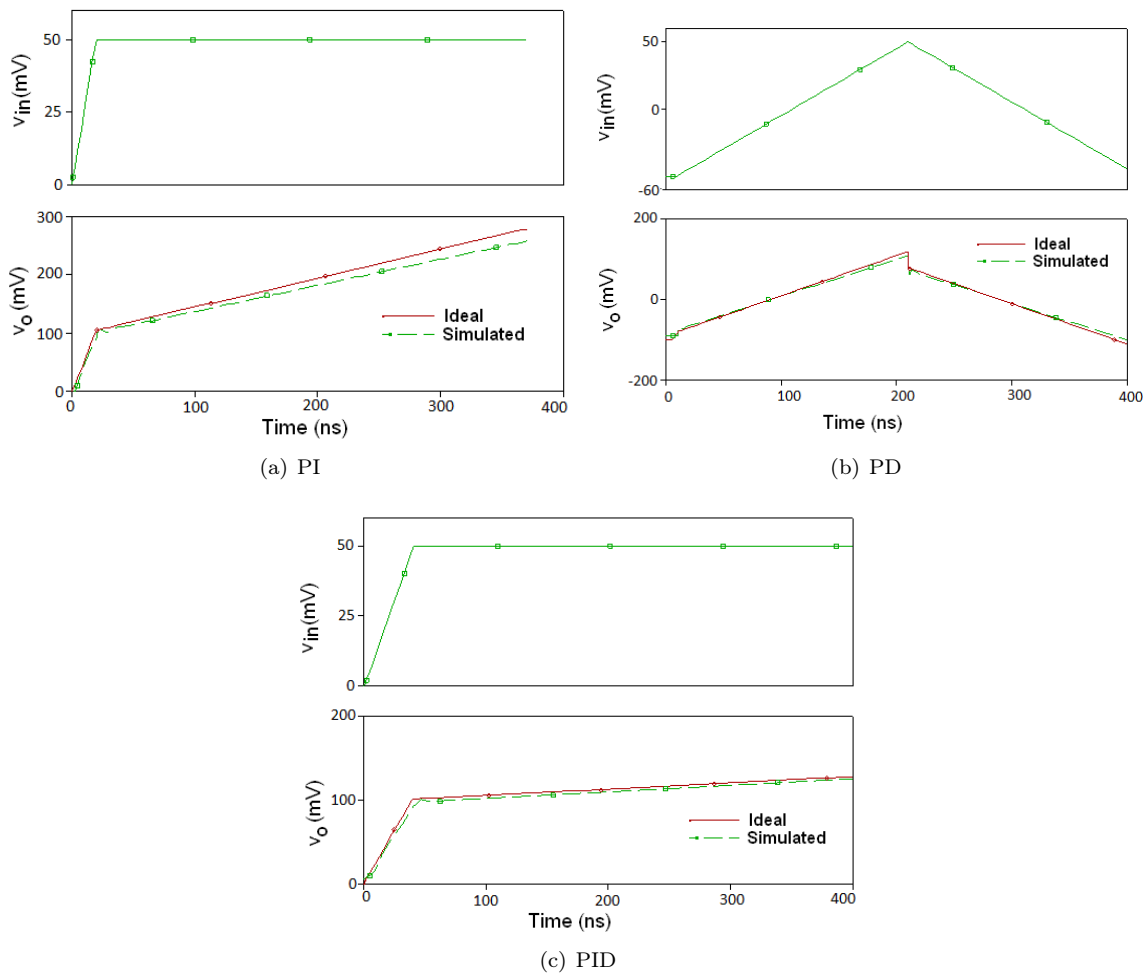 50
25
0
vin(mV)
300
200
100
0
vo (mV)
Ideal
Simulated
0 100 200 300 400
Time (ns)
(a) PI
50
0
-60
vin(mV)
200
0
-200
vo (mV)
Ideal
Simulated
0 100 200 300 400
Time (ns)
(b) PD
50
25
0
vin(mV)
200
100
0
vo (mV)
Ideal
Simulated
0 100 200 300 400
Time (ns)
(c) PID